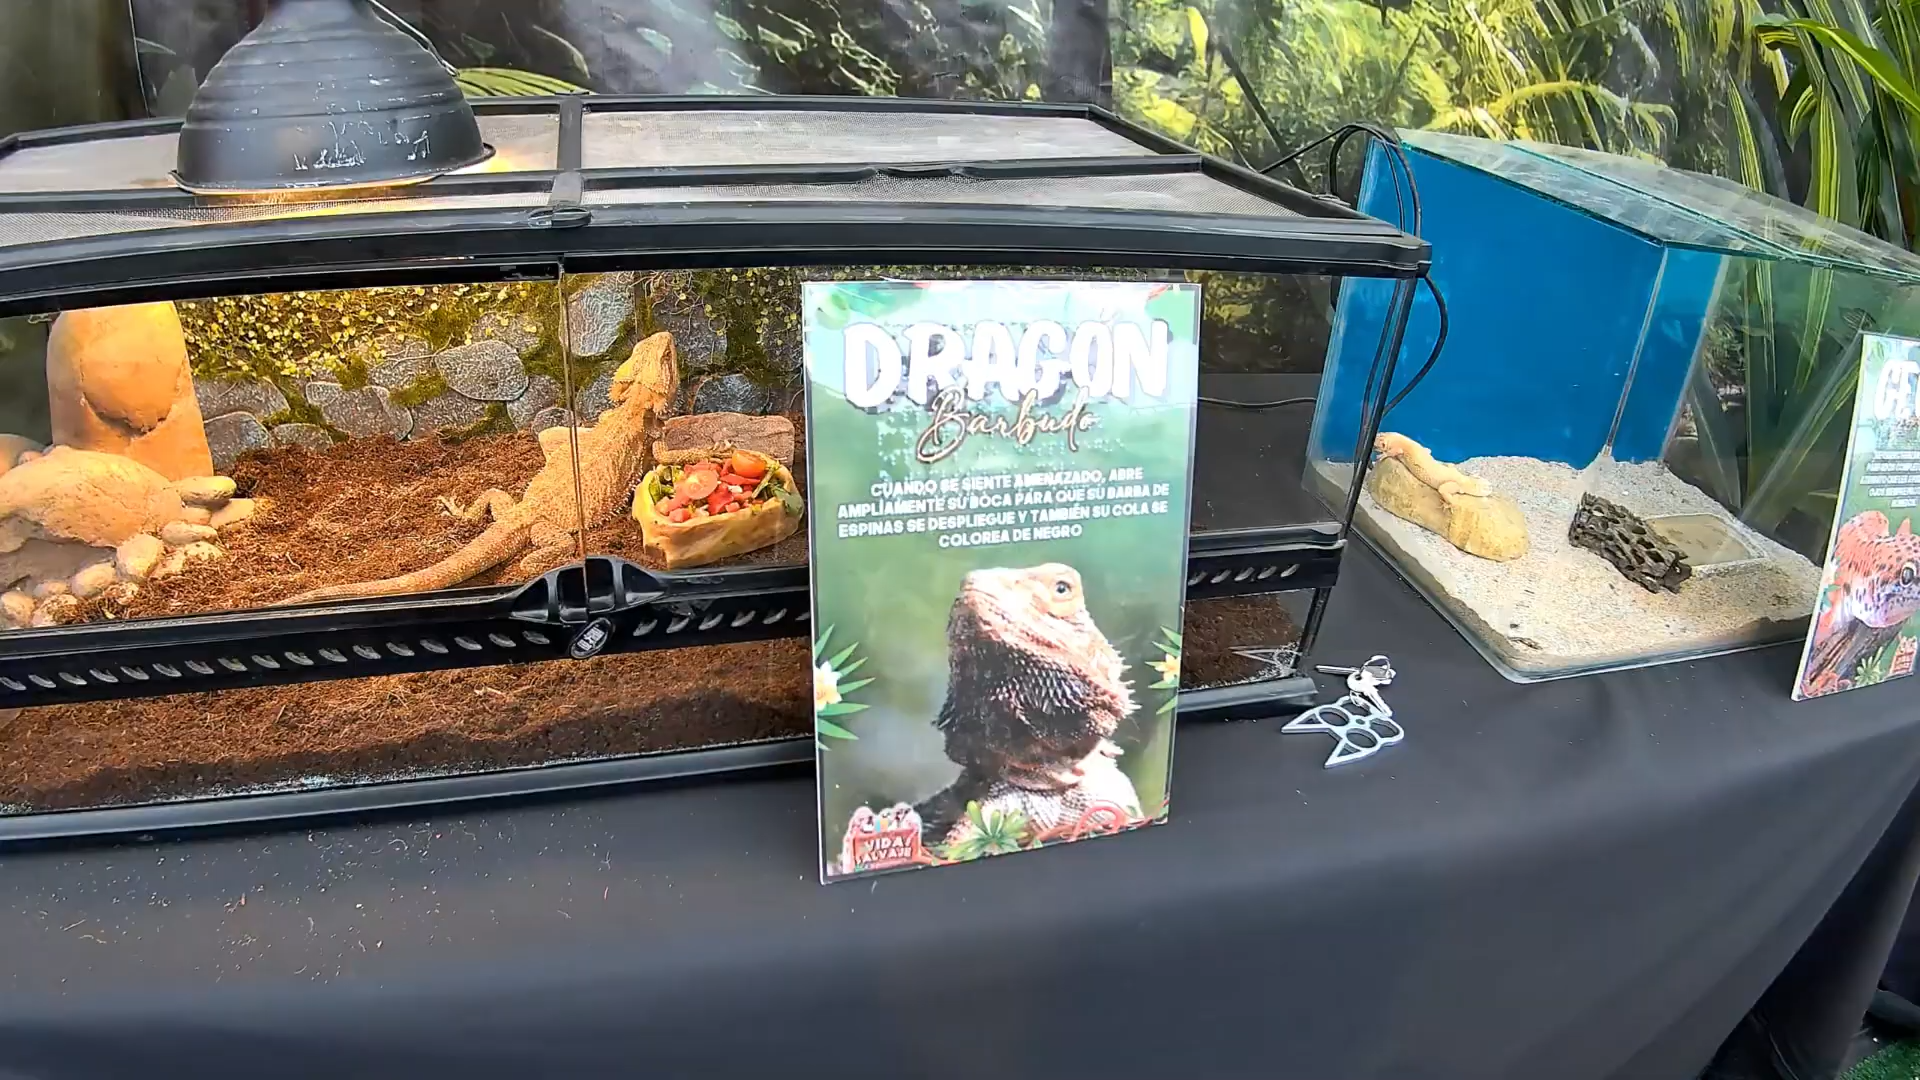 DRAGÓN
Barbudo
CUANDO SE SIENTE AMENAZADO, ABRE
AMPLIAMENTE SU BOCA PARA QUE SU BARBA DE
ESPINAS SE DESPLIEGUE Y TAMBIÉN SU COLA SE
COLOREA DE NEGRO
VIDA
SALVAJE